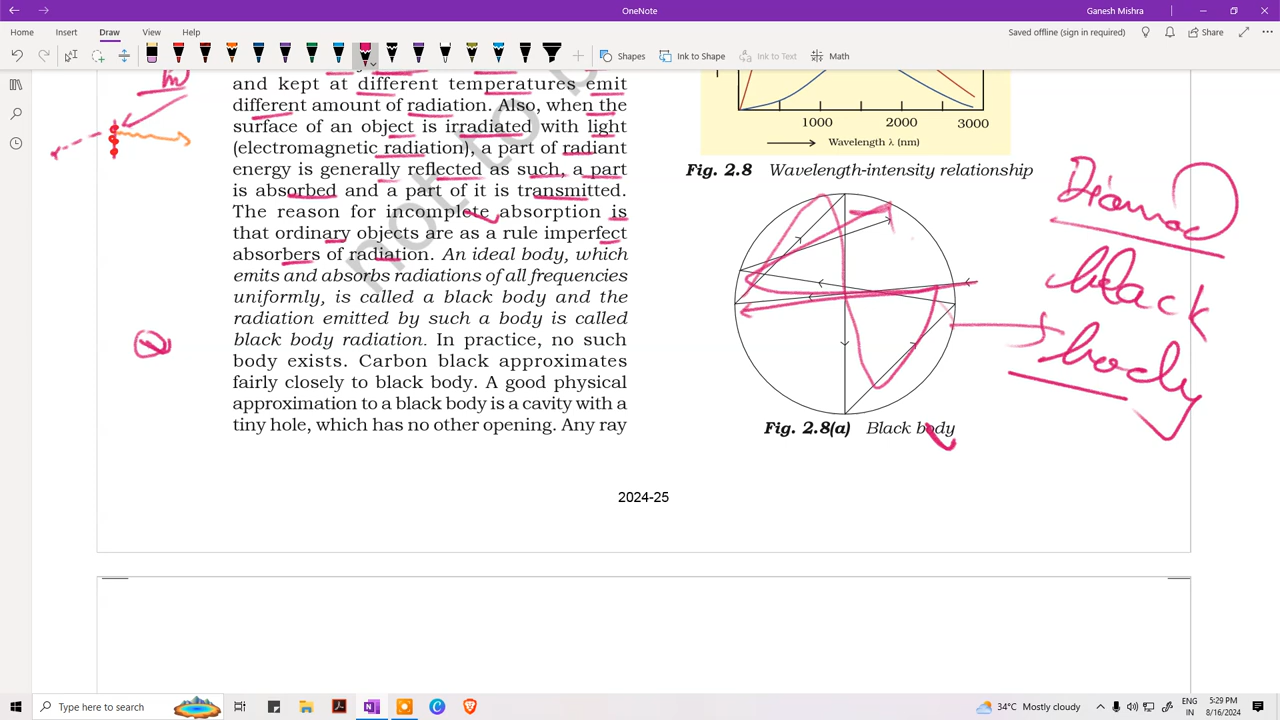 OneNote
Ganesh Mishra
Home Insert Draw View Help
Saved offline (sign in required)
Share
Shapes
Ink to Shape
Ink to Text
Math
and kept at different temperatures emit
different amount of radiation. Also, when the
surface of an object is irradiated with light
(electromagnetic radiation), a part of radiant
energy is generally reflected as such, a part
is absorbed and a part of it is transmitted.
The reason for incomplete absorption is
that ordinary objects are as a rule imperfect
absorbers of radiation. An ideal body, which
emits and absorbs radiations of all frequencies
uniformly, is called a black body and the
radiation emitted by such a body is called
black body radiation. In practice, no such
body exists. Carbon black approximates
fairly closely to black body. A good physical
approximation to a black body is a cavity with a
tiny hole, which has no other opening. Any ray
not to b
1000 2000 3000
Wavelength λ (nm)
Fig. 2.8 Wavelength-intensity relationship
Fig. 2.8(a) Black body
black
body
2024-25
Type here to search
34°C Mostly cloudy
ENG
IN
5:29 PM
8/16/2024